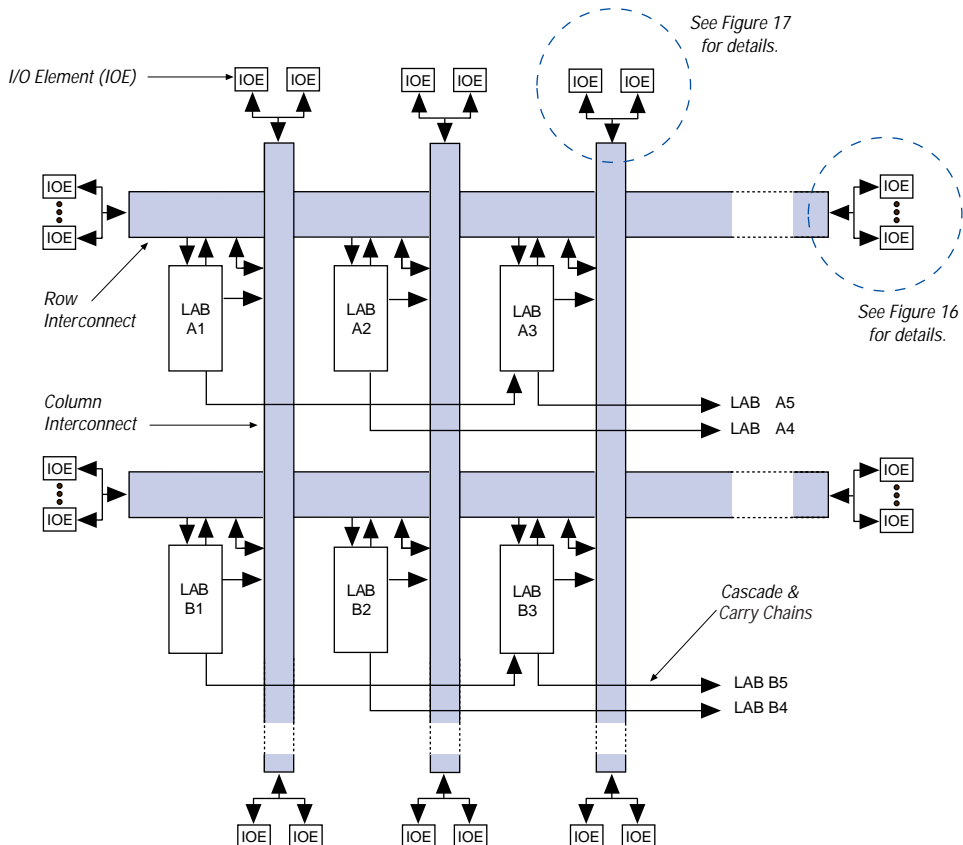 See Figure 17
for details.
I/O Element (IOE)
IOE IOE IOE IOE IOE IOE
IOE IOE
IOE IOE
Row
Interconnect
LAB
A1
LAB
A2
LAB
A3
See Figure 16
for details.
Column
Interconnect
LAB A5
LAB A4
IOE IOE
IOE IOE
LAB
B1
LAB
B2
LAB
B3
Cascade &
Carry Chains
LAB B5
LAB B4
IOE IOE IOE IOE IOE IOE